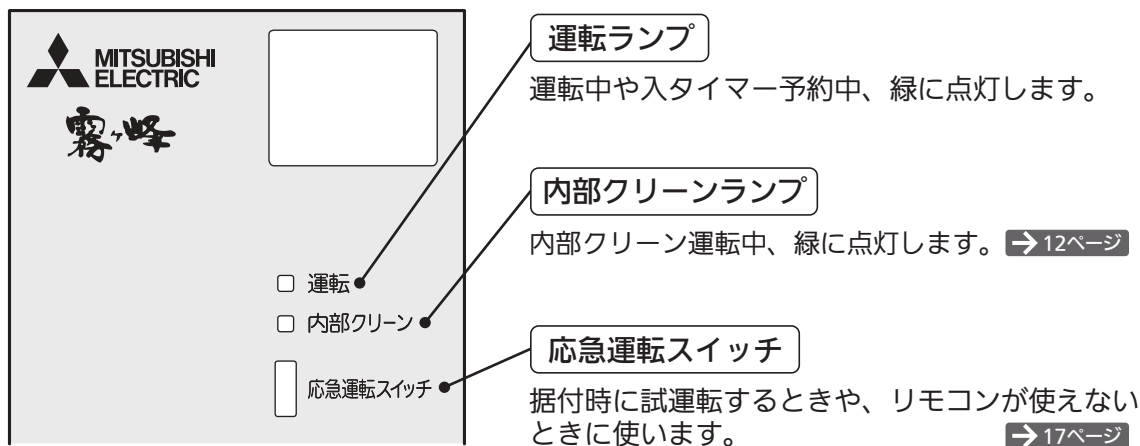 MITSUBISHI
ELECTRIC
霧ヶ峰
運転
内部クリーン
応急運転スイッチ
運転ランプ
運転中や入タイマー予約中、緑に点灯します。
内部クリーンランプ
内部クリーン運転中、緑に点灯します。→12ページ
応急運転スイッチ
据付時に試運転するときや、リモコンが使えない
ときに使います。→17ページ